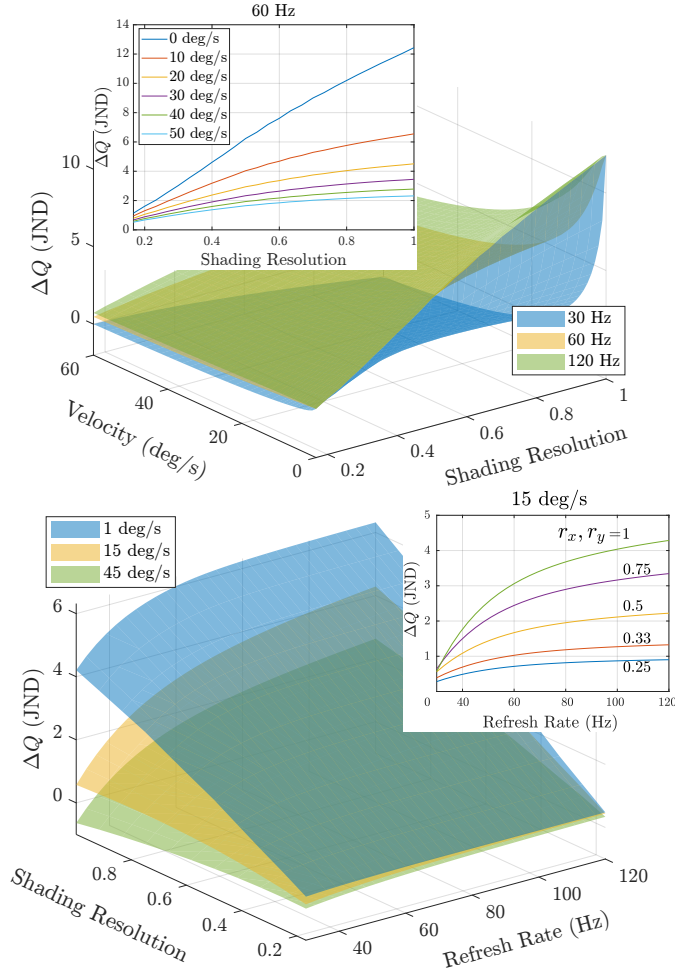 60 Hz
14
12
10
8
6
4
2
0
ΔQ (JND)
0 deg/s
10 deg/s
20 deg/s
30 deg/s
40 deg/s
50 deg/s
0.2 0.4 0.6 0.8 1
Shading Resolution
10
5
0
ΔQ (JND)
60
40
20
0
Velocity (deg/s)
0.2
0.4
0.6
0.8
1
Shading Resolution
30 Hz
60 Hz
120 Hz
1 deg/s
15 deg/s
45 deg/s
6
4
2
0
ΔQ (JND)
0.8
0.6
0.4
0.2
Shading Resolution
40
60
80
100
120
Refresh Rate (Hz)
15 deg/s
5
4
3
2
1
0
ΔQ (JND)
r_x, r_y = 1
0.75
0.5
0.33
0.25
40 60 80 100 120
Refresh Rate (Hz)